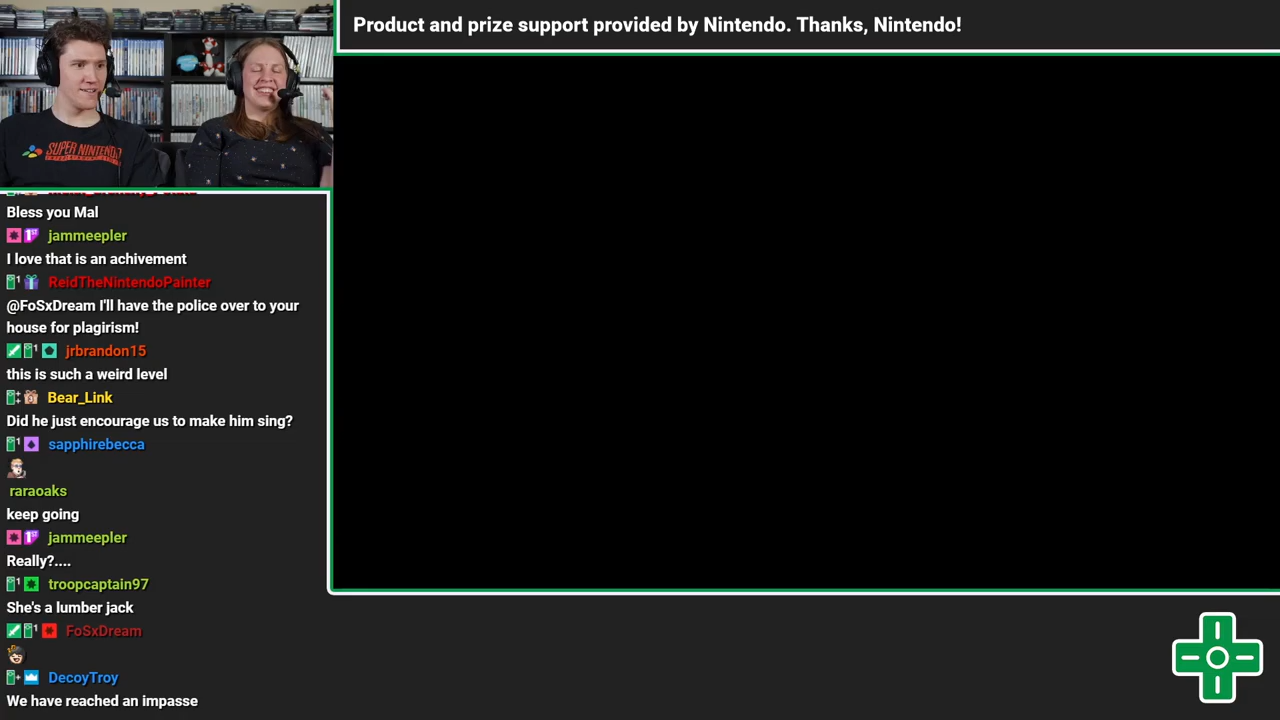 Product and prize support provided by Nintendo. Thanks, Nintendo!
SUPER NINTENDO
Bless you Mal
jammeepler
I love that is an achivement
ReidTheNintendoPainter
@FoSxDream I'll have the police over to your
house for plagirism!
jrbrandon15
this is such a weird level
Bear_Link
Did he just encourage us to make him sing?
sapphirebecca
raraoaks
keep going
jammeepler
Really?....
troopcaptain97
She's a lumber jack
FoSxDream
DecoyTroy
We have reached an impasse